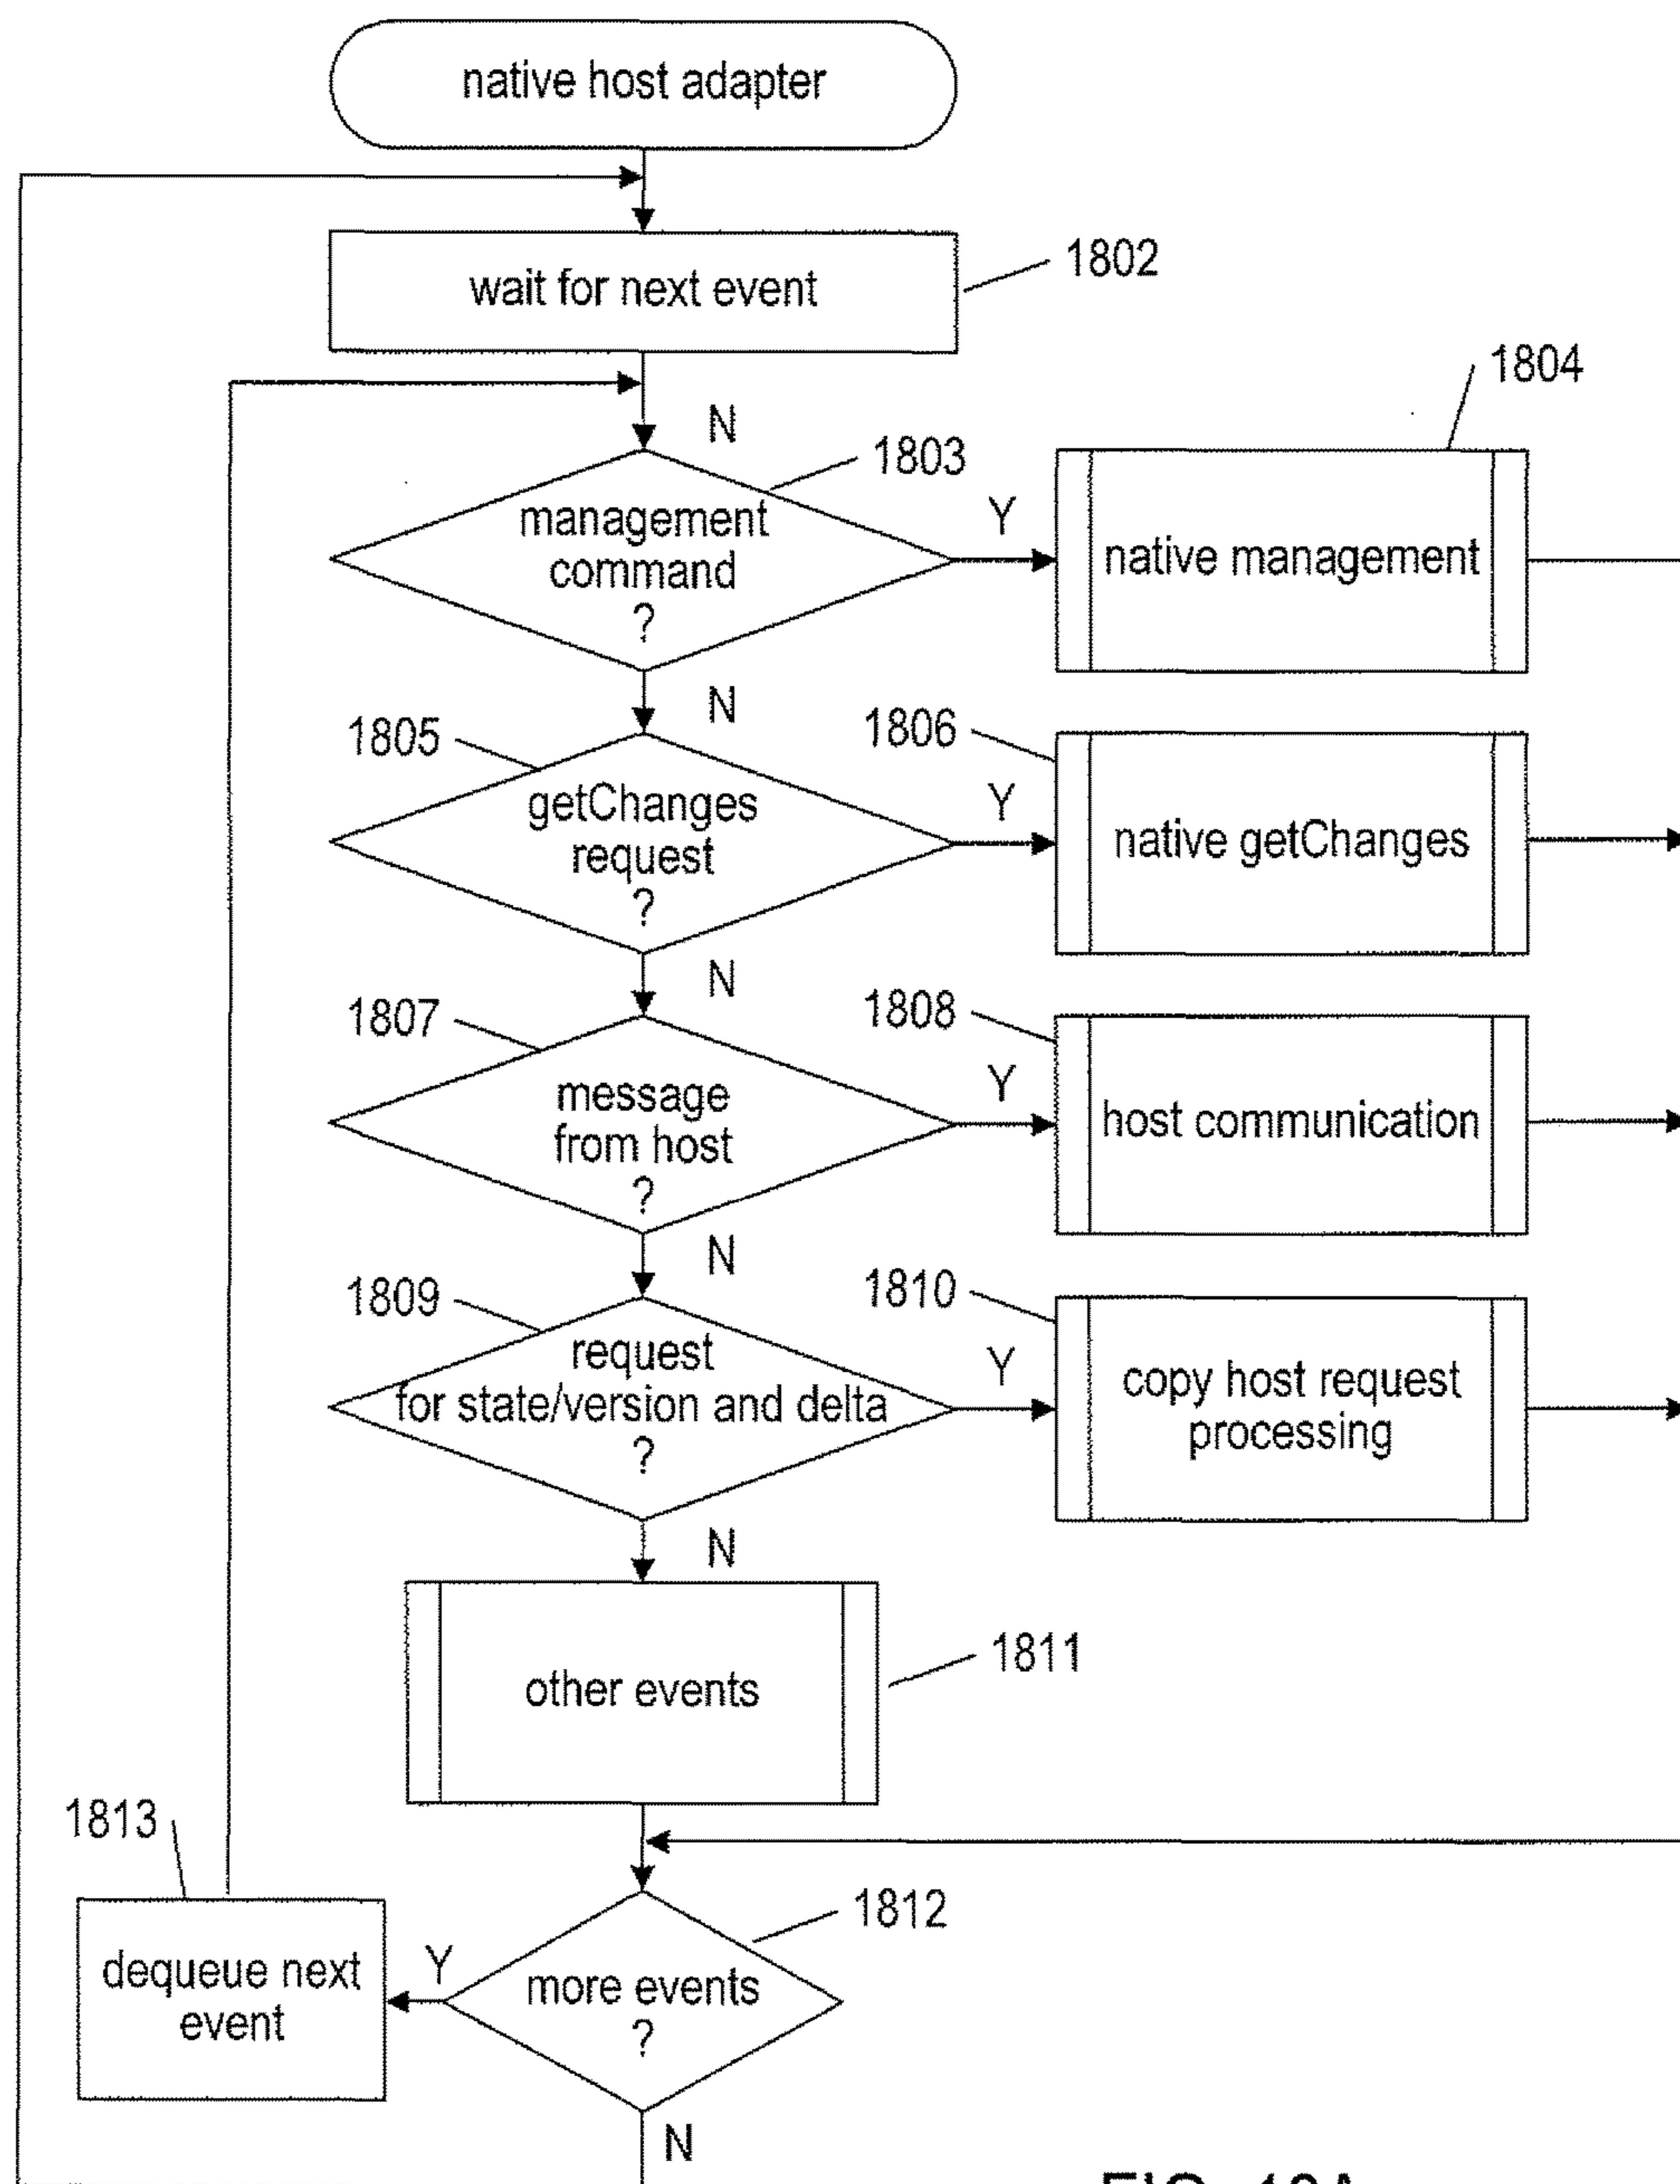 native host adapter
wait for next event
1802
1804
N
1803
management
command
?
Y
native management
N
1805
getChanges
request
?
1806
Y
native getChanges
N
1807
message
from host
?
1808
Y
host communication
N
1809
request
for state/version and delta
?
1810
Y
copy host request
processing
N
other events
1811
1813
dequeue next
event
Y
1812
more events
?
N